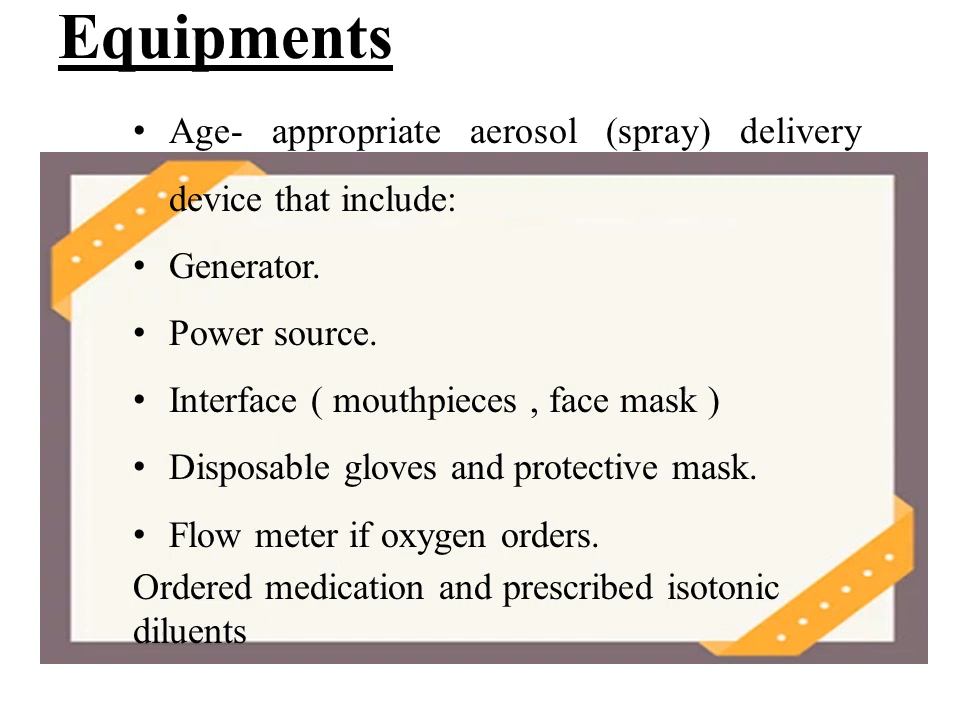 Equipments
• Age- appropriate aerosol (spray) delivery
device that include:
• Generator.
• Power source.
• Interface ( mouthpieces , face mask )
• Disposable gloves and protective mask.
• Flow meter if oxygen orders.
Ordered medication and prescribed isotonic
diluents